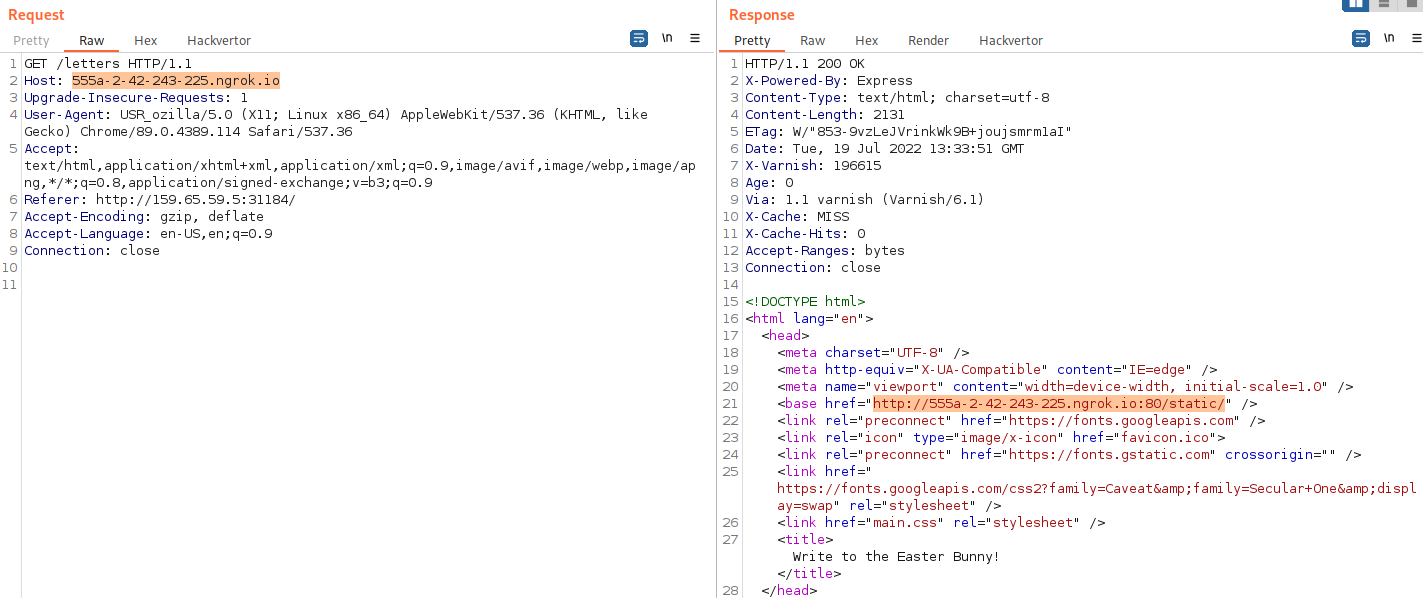 Request
Pretty Raw Hex Hackvertor \n
1 GET /letters HTTP/1.1
2 Host: 555a-2-42-243-225.ngrok.io
3 Upgrade-Insecure-Requests: 1
4 User-Agent: USR_ozilla/5.0 (X11; Linux x86_64) AppleWebKit/537.36 (KHTML, like
Gecko) Chrome/89.0.4389.114 Safari/537.36
5 Accept:
text/html,application/xhtml+xml,application/xml;q=0.9,image/avif,image/webp,image/ap
ng,*/*;q=0.8,application/signed-exchange;v=b3;q=0.9
6 Referer: http://159.65.59.5:31184/
7 Accept-Encoding: gzip, deflate
8 Accept-Language: en-US,en;q=0.9
9 Connection: close
10
11
Response
Pretty Raw Hex Render Hackvertor \n
1 HTTP/1.1 200 OK
2 X-Powered-By: Express
3 Content-Type: text/html; charset=utf-8
4 Content-Length: 2131
5 ETag: W/"853-9vzLeJVrinkWk9B+joujsmrm1aI"
6 Date: Tue, 19 Jul 2022 13:33:51 GMT
7 X-Varnish: 196615
8 Age: 0
9 Via: 1.1 varnish (Varnish/6.1)
10 X-Cache: MISS
11 X-Cache-Hits: 0
12 Accept-Ranges: bytes
13 Connection: close
14
15 <!DOCTYPE html>
16 <html lang="en">
17 <head>
18 <meta charset="UTF-8" />
19 <meta http-equiv="X-UA-Compatible" content="IE=edge" />
20 <meta name="viewport" content="width=device-width, initial-scale=1.0" />
21 <base href="http://555a-2-42-243-225.ngrok.io:80/static/" />
22 <link rel="preconnect" href="https://fonts.googleapis.com" />
23 <link rel="icon" type="image/x-icon" href="favicon.ico">
24 <link rel="preconnect" href="https://fonts.gstatic.com" crossorigin="" />
25 <link href="
https://fonts.googleapis.com/css2?family=Caveat&amp;family=Secular+One&amp;displ
ay=swap" rel="stylesheet" />
26 <link href="main.css" rel="stylesheet" />
27 <title>
Write to the Easter Bunny!
</title>
28 </head>